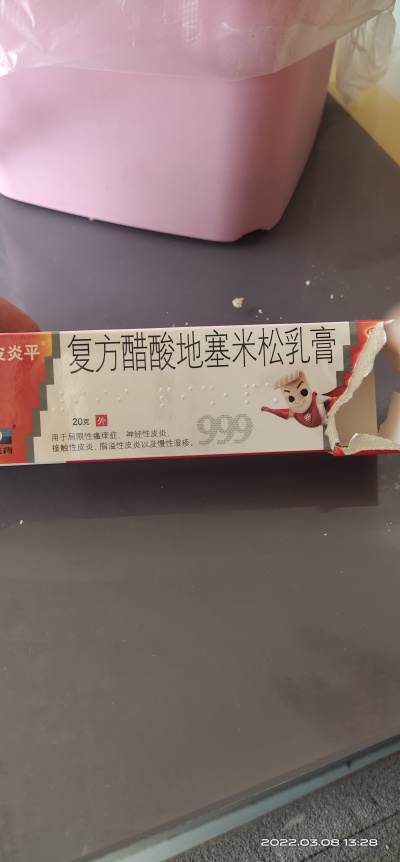 皮炎平®
复方醋酸地塞米松乳膏
20克 外
用于局限性瘙痒症、神经性皮炎、
接触性皮炎、脂溢性皮炎以及慢性湿疹。
999
2022.03.08 13:28